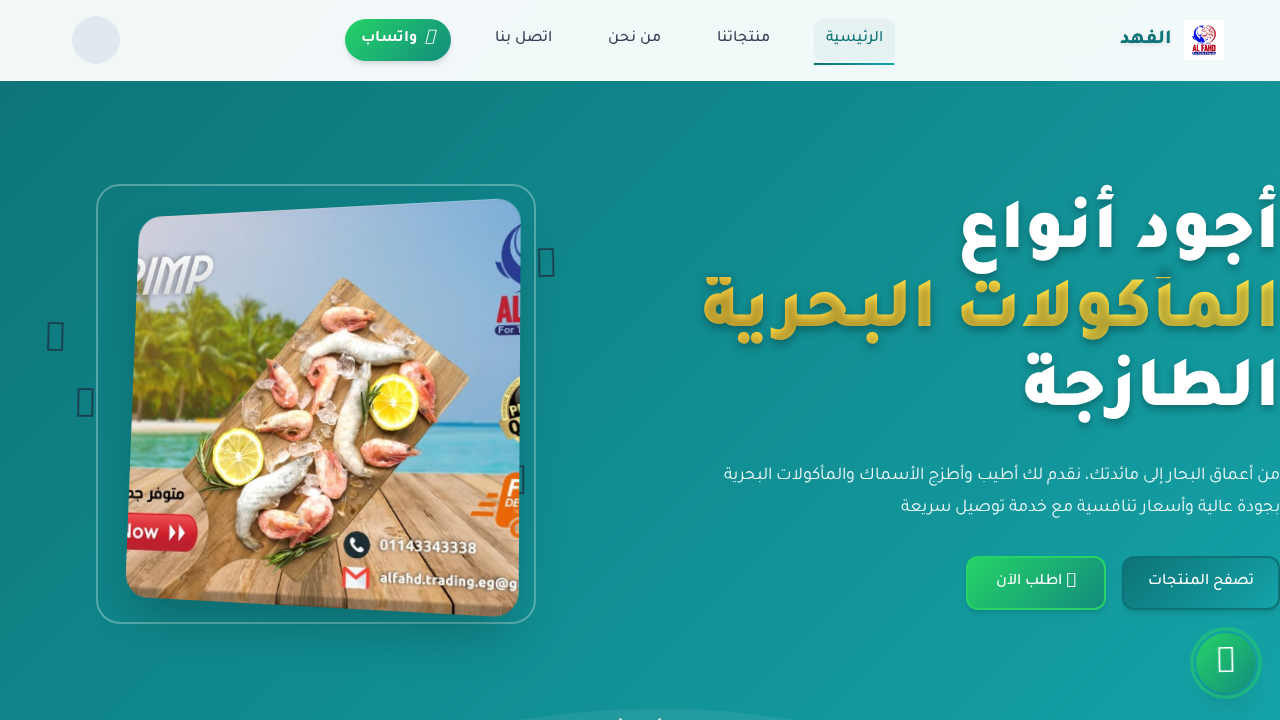 الفهد
AL FAHD
الرئيسية
منتجاتنا
من نحن
اتصل بنا
واتساب
أجود أنواع
المأكولات البحرية
الطازجة
من أعماق البحار إلى مائدتك، نقدم لك أطيب وأطزج الأسماك والمأكولات البحرية
بجودة عالية وأسعار تنافسية مع خدمة توصيل سريعة
تصفح المنتجات
اطلب الآن
RIMP
AL
For T
متوفر
Now
01143343338
alfahd.trading.eg@g